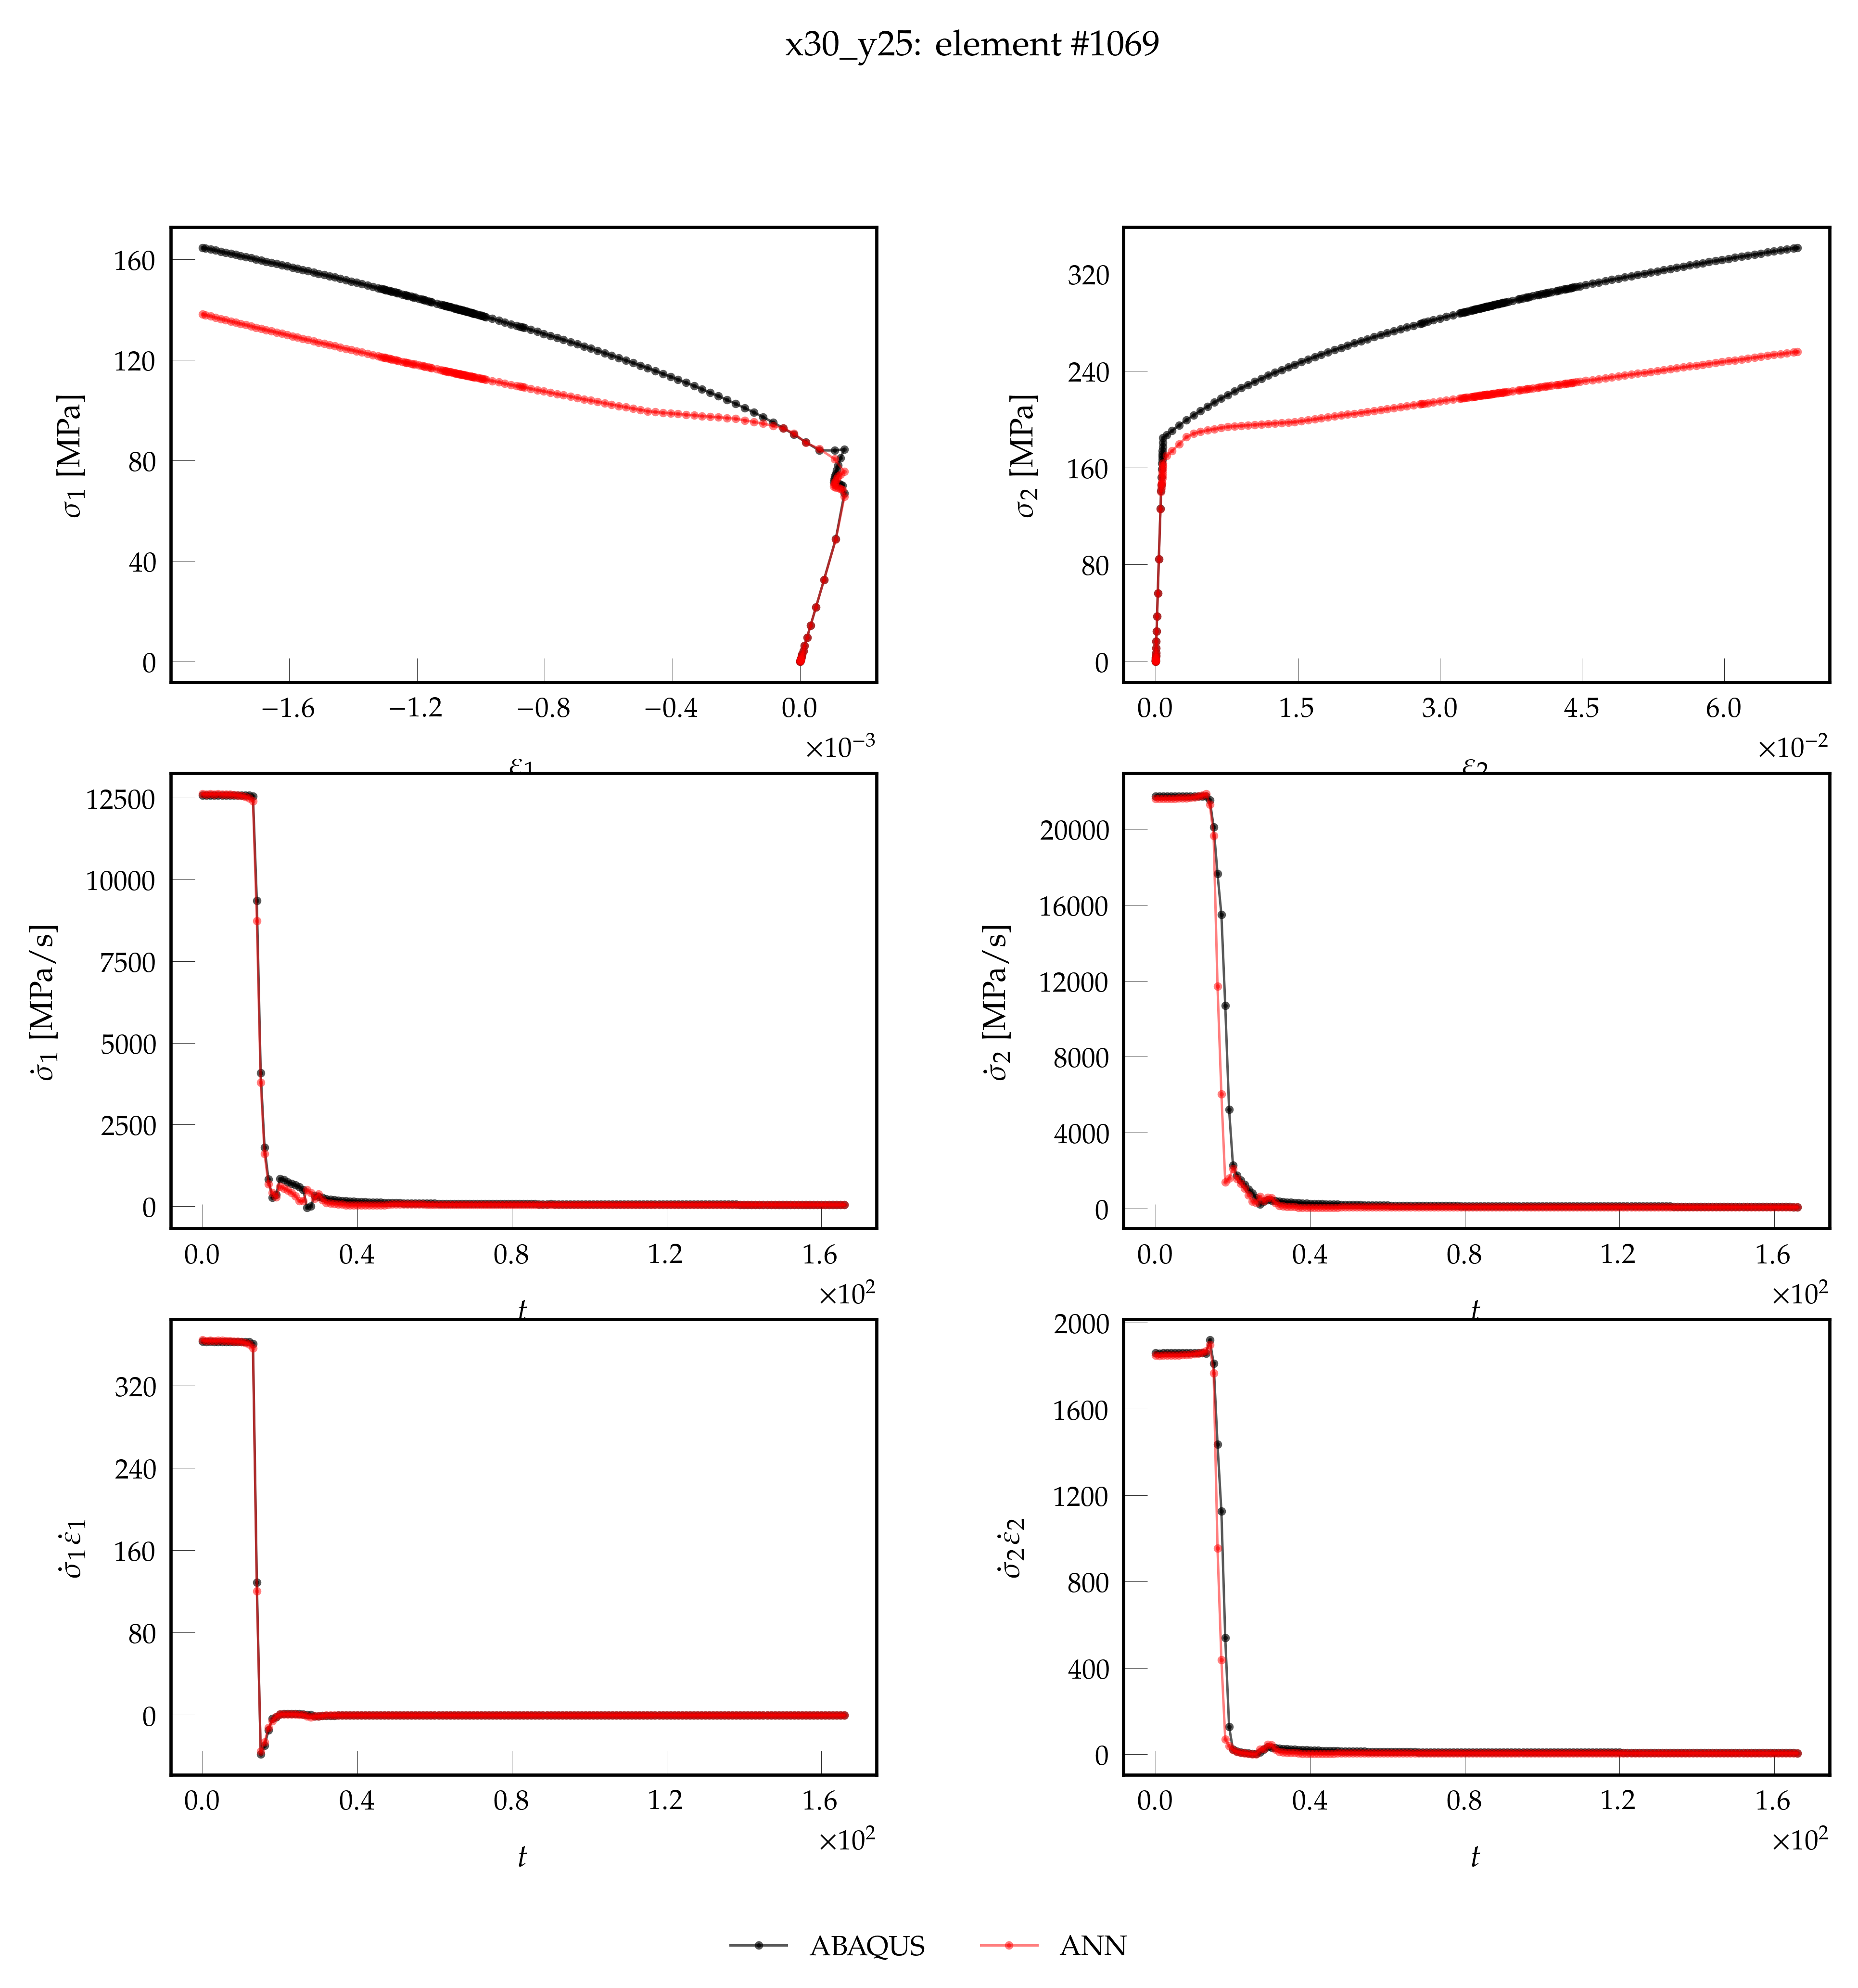 x30_y25: element #1069
σ₁ [MPa]
160
120
80
40
0
−1.6 −1.2 −0.8 −0.4 0.0
×10⁻³
ε₁
σ₂ [MPa]
320
240
160
80
0
0.0 1.5 3.0 4.5 6.0
×10⁻²
ε₂
σ̇₁ [MPa/s]
12500
10000
7500
5000
2500
0
0.0 0.4 0.8 1.2 1.6
×10²
t
σ̇₂ [MPa/s]
20000
16000
12000
8000
4000
0
0.0 0.4 0.8 1.2 1.6
×10²
t
σ̇₁ε̇₁
320
240
160
80
0
0.0 0.4 0.8 1.2 1.6
×10²
t
σ̇₂ε̇₂
2000
1600
1200
800
400
0
0.0 0.4 0.8 1.2 1.6
×10²
t
ABAQUS ANN